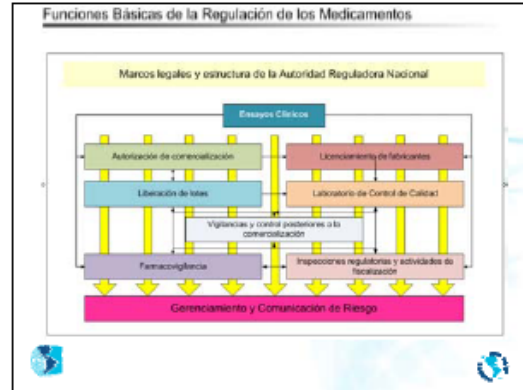 Funciones Básicas de la Regulación de los Medicamentos
Marcos legales y estructura de la Autoridad Reguladora Nacional
Ensayos Clínicos
Autorización de comercialización
Licenciamiento de fabricantes
Liberación de lotes
Laboratorio de Control de Calidad
Vigilancias y control posteriores a la
comercialización
Farmacovigilancia
Inspecciones regulatorias y actividades de
fiscalización
Gerenciamiento y Comunicación de Riesgo